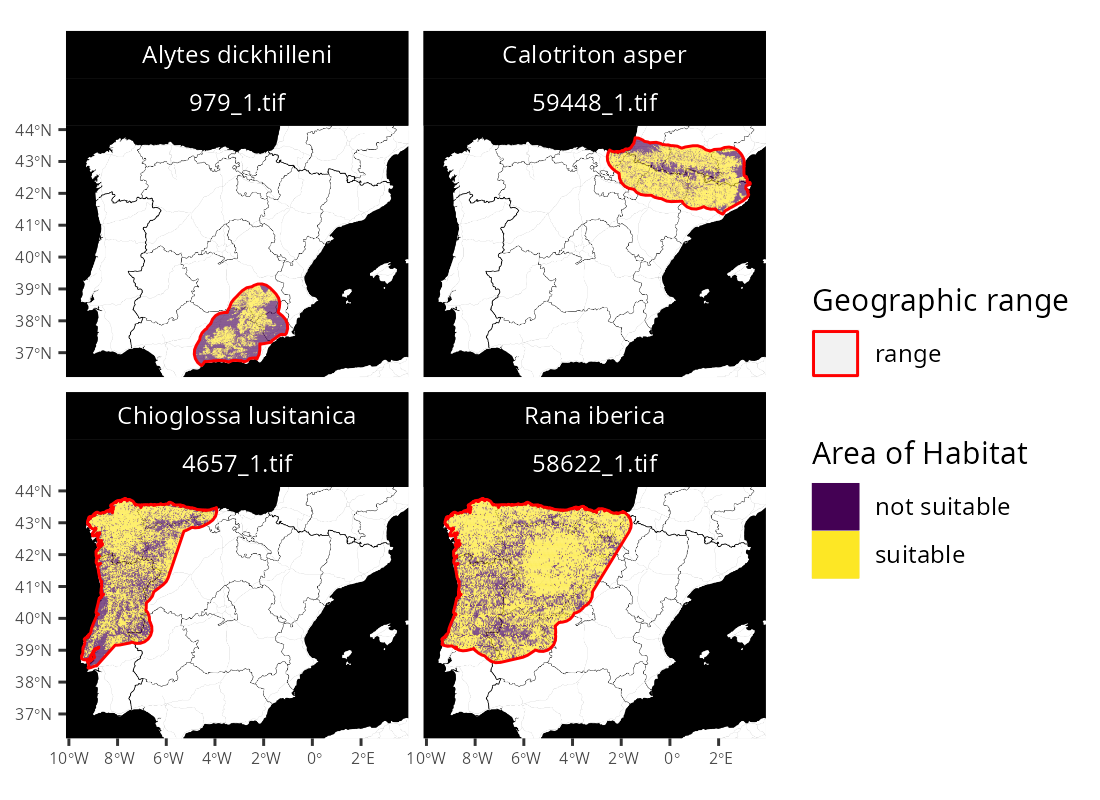 Alytes dickhilleni
Calotriton asper
979_1.tif
59448_1.tif
44°N
43°N
42°N
41°N
40°N
39°N
38°N
37°N
Chioglossa lusitanica
Rana iberica
4657_1.tif
58622_1.tif
44°N
43°N
42°N
41°N
40°N
39°N
38°N
37°N
10°W 8°W 6°W 4°W 2°W 0° 2°E
10°W 8°W 6°W 4°W 2°W 0° 2°E
Geographic range
range
Area of Habitat
not suitable
suitable